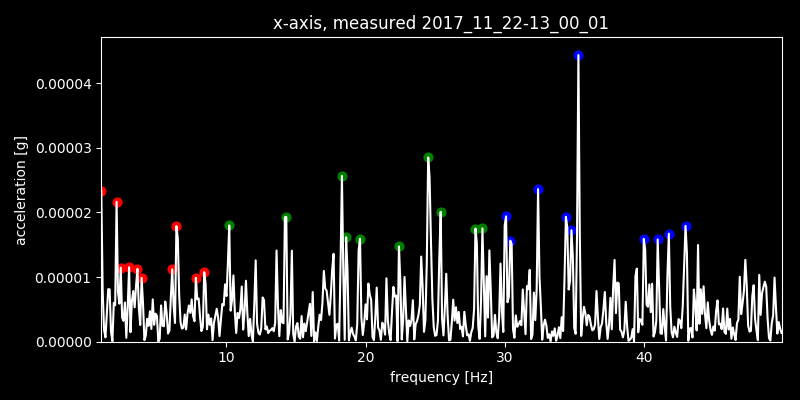 x-axis, measured 2017_11_22-13_00_01
acceleration [g]
0.00004
0.00003
0.00002
0.00001
0.00000
10 20 30 40
frequency [Hz]